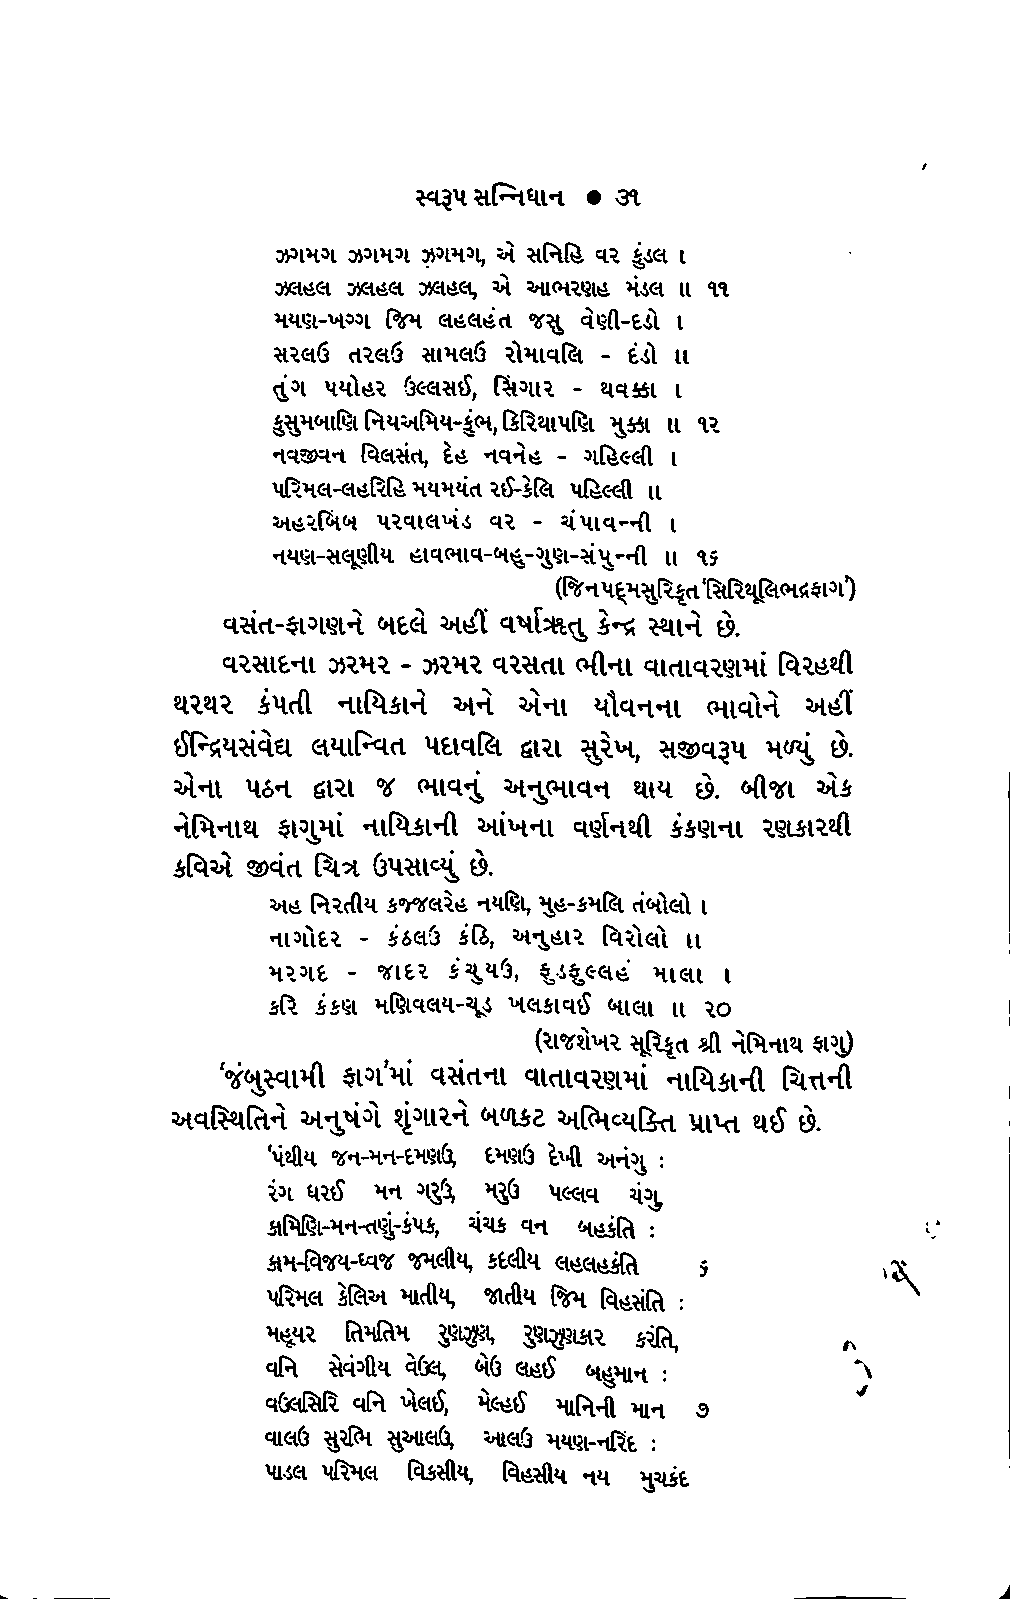 સ્વરૂપ સન્નિધાન ● ૩૧
ઝગમગ ઝગમગ ઝગમગ, એ સનિહિ વર કુંડલ ।
ઝલહલ ઝલહલ ઝલહલ, એ આભરણહ મંડલ ॥ ૧૧
મયણ-ખગ્ગ જિમ લહલહંત જસુ વેણી-દડો ।
સરલઉ તરલઉ સામલઉ રોમાવલિ - દંડો ॥
તુંગ પયોહર ઉલ્લસઈ, સિંગાર - થવક્કા ।
કુસુમબાણિ નિયઅમિય-કુંભ, કિરિથાપણિ મુક્કા ॥ ૧૨
નવજીવન વિલસંત, દેહ નવનેહ - ગહિલ્લી ।
પરિમલ-લહરિહિ મયમયંત રઈ-કેલિ પહિલ્લી ॥
અહરબિંબ પરવાલખંડ વર - ચંપાવન્ની ।
નયણ-સલૂણીય હાવભાવ-બહુ-ગુણ-સંપુન્ની ॥ ૧૬
(જિનપદ્મસુરિકૃત ‘સિરિથૂલિભદ્રફાગ’)
વસંત-ફાગણને બદલે અહીં વર્ષાઋતુ કેન્દ્ર સ્થાને છે.
વરસાદના ઝરમર - ઝરમર વરસતા ભીના વાતાવરણમાં વિરહથી
થરથર કંપતી નાયિકાને અને એના યૌવનના ભાવોને અહીં
ઈન્દ્રિયસંવેદ્ય લયાન્વિત પદાવલિ દ્વારા સુરેખ, સજીવરૂપ મળ્યું છે.
એના પઠન દ્વારા જ ભાવનું અનુભાવન થાય છે. બીજા એક
નેમિનાથ ફાગુમાં નાયિકાની આંખના વર્ણનથી કંકણના રણકારથી
કવિએ જીવંત ચિત્ર ઉપસાવ્યું છે.
અહ નિરતીય કજ્જલરેહ નયણિ, મુહ-કમલિ તંબોલો ।
નાગોદર - કંઠલઉ કંઠિ, અનુહાર વિરોલો ॥
મરગદ - જાદર કંચુયઉ, ફુડફુલ્લહં માલા ।
કરિ કંકણ મણિવલય-ચૂડ ખલકાવઈ બાલા ॥ ૨૦
(રાજશેખર સૂરિકૃત શ્રી નેમિનાથ ફાગુ)
‘જંબુસ્વામી ફાગ’માં વસંતના વાતાવરણમાં નાયિકાની ચિત્તની
અવસ્થિતિને અનુષંગે શૃંગારને બળકટ અભિવ્યક્તિ પ્રાપ્ત થઈ છે.
‘પંથીય જન-મન-દમણઉ, દમણઉ દેખી અનંગુ :
રંગ ધરઈ મન ગરુઉ, મરુઉ પલ્લવ ચંગુ,
કામિણિ-મન-તણું-કંપક, ચંચક વન બહકંતિ :
કામ-વિજય-ધ્વજ જમલીય, કદલીય લહલહકંતિ ૬
પરિમલ કેલિઅ માતીય, જાતીય જિમ વિહસંતિ :
મહૂયર તિમતિમ રુણઝુણ, રુણઝુણકાર કરંતિ,
વનિ સેવંગીય વેઉલ, બેઉ લહઈ બહુમાન :
વઉલસિરિ વનિ ખેલઈ, મેલ્હઈ માનિની માન ૭
વાલઉ સુરભિ સુઆલઉ, આલઉ મયણ-નરિંદ :
પાડલ પરિમલ વિકસીય, વિહસીય નય મુચકંદ